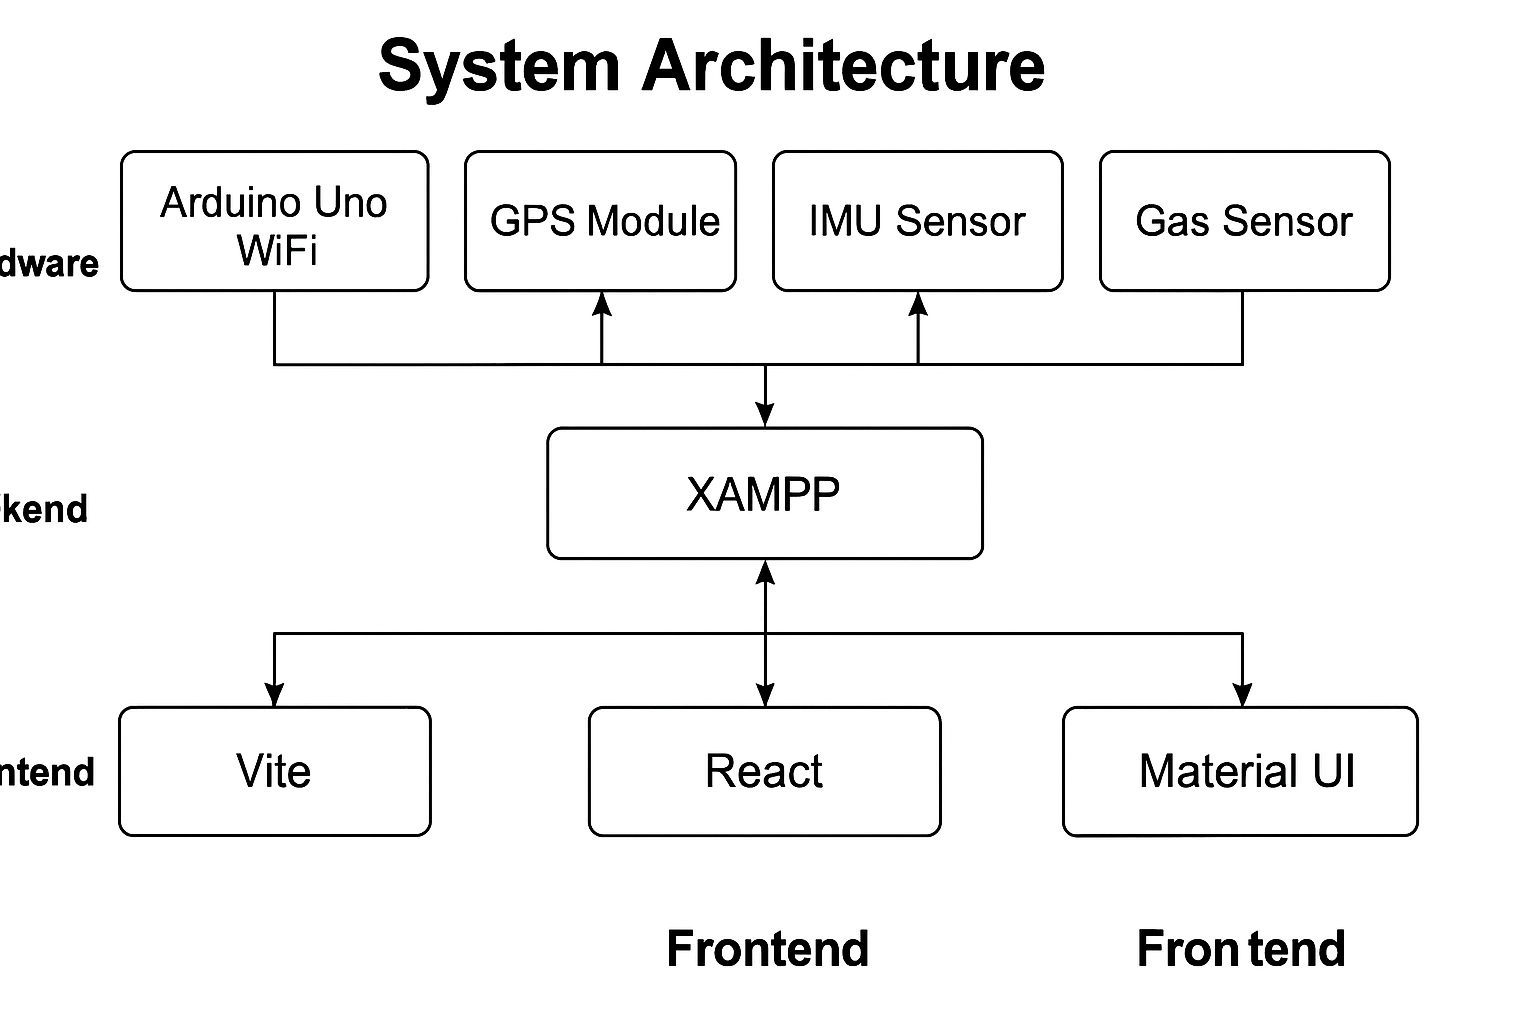 System Architecture
Arduino Uno
WiFi
GPS Module
IMU Sensor
Gas Sensor
dware
XAMPP
kend
ntend
Vite
React
Material UI
Frontend
Fron tend